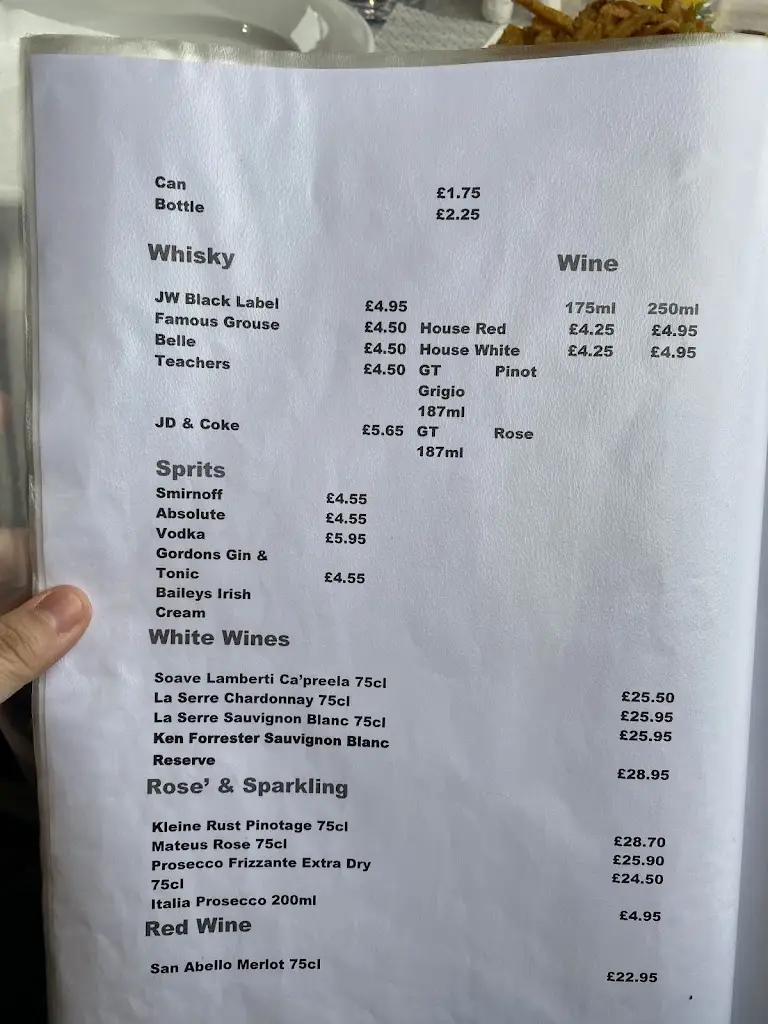 Can £1.75
Bottle £2.25
Whisky
JW Black Label £4.95
Famous Grouse £4.50
Belle £4.50
Teachers £4.50
JD & Coke £5.65
Wine
175ml 250ml
House Red £4.25 £4.95
House White £4.25 £4.95
GT Pinot
Grigio
187ml
GT Rose
187ml
Sprits
Smirnoff £4.55
Absolute £4.55
Vodka £5.95
Gordons Gin &
Tonic £4.55
Baileys Irish
Cream
White Wines
Soave Lamberti Ca'preela 75cl £25.50
La Serre Chardonnay 75cl £25.95
La Serre Sauvignon Blanc 75cl £25.95
Ken Forrester Sauvignon Blanc
Reserve £28.95
Rose' & Sparkling
Kleine Rust Pinotage 75cl £28.70
Mateus Rose 75cl £25.90
Prosecco Frizzante Extra Dry £24.50
75cl
Italia Prosecco 200ml £4.95
Red Wine
San Abello Merlot 75cl £22.95